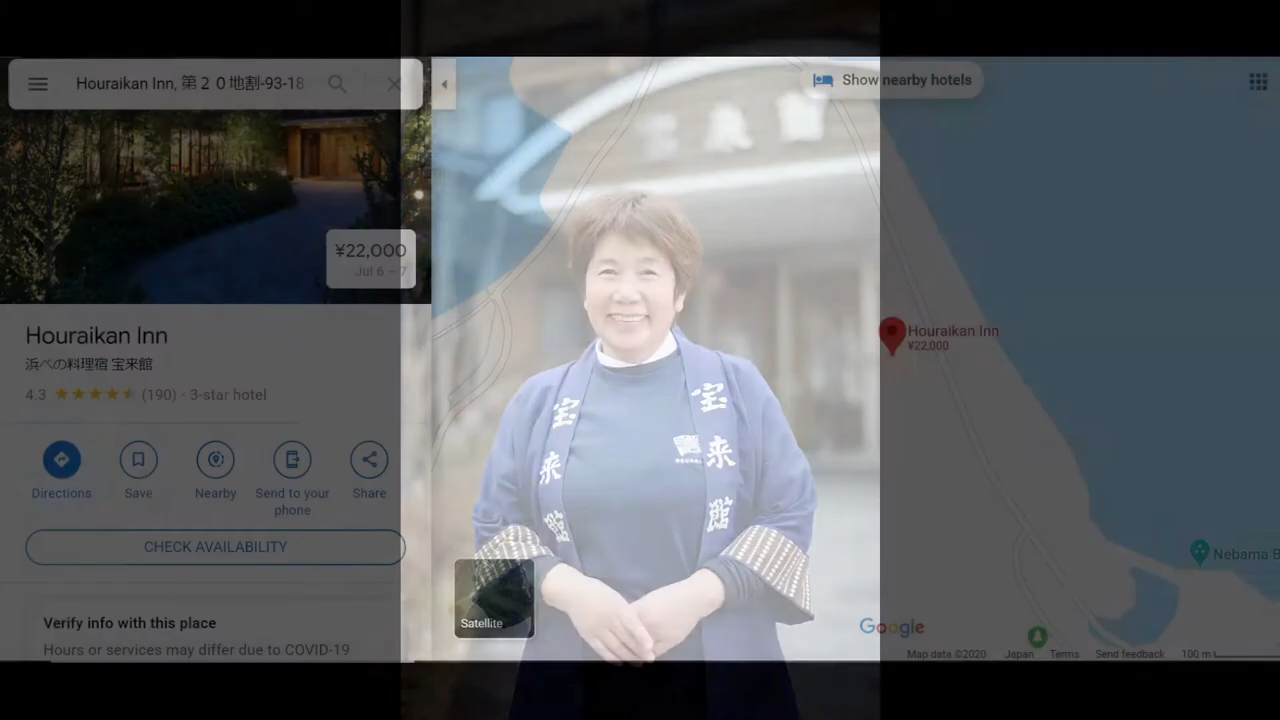 Houraikan Inn, 第２０地割-93-18
Show nearby hotels
¥22,000
Jul 6 – 7
Houraikan Inn
浜べの料理宿 宝来館
4.3 (190) · 3-star hotel
Directions
Save
Nearby
Send to your
phone
Share
CHECK AVAILABILITY
Verify info with this place
Hours or services may differ due to COVID-19
宝来館
宝来館
Satellite
Houraikan Inn
¥22,000
Nebama B
Google
Map data ©2020 Japan Terms Send feedback 100 m